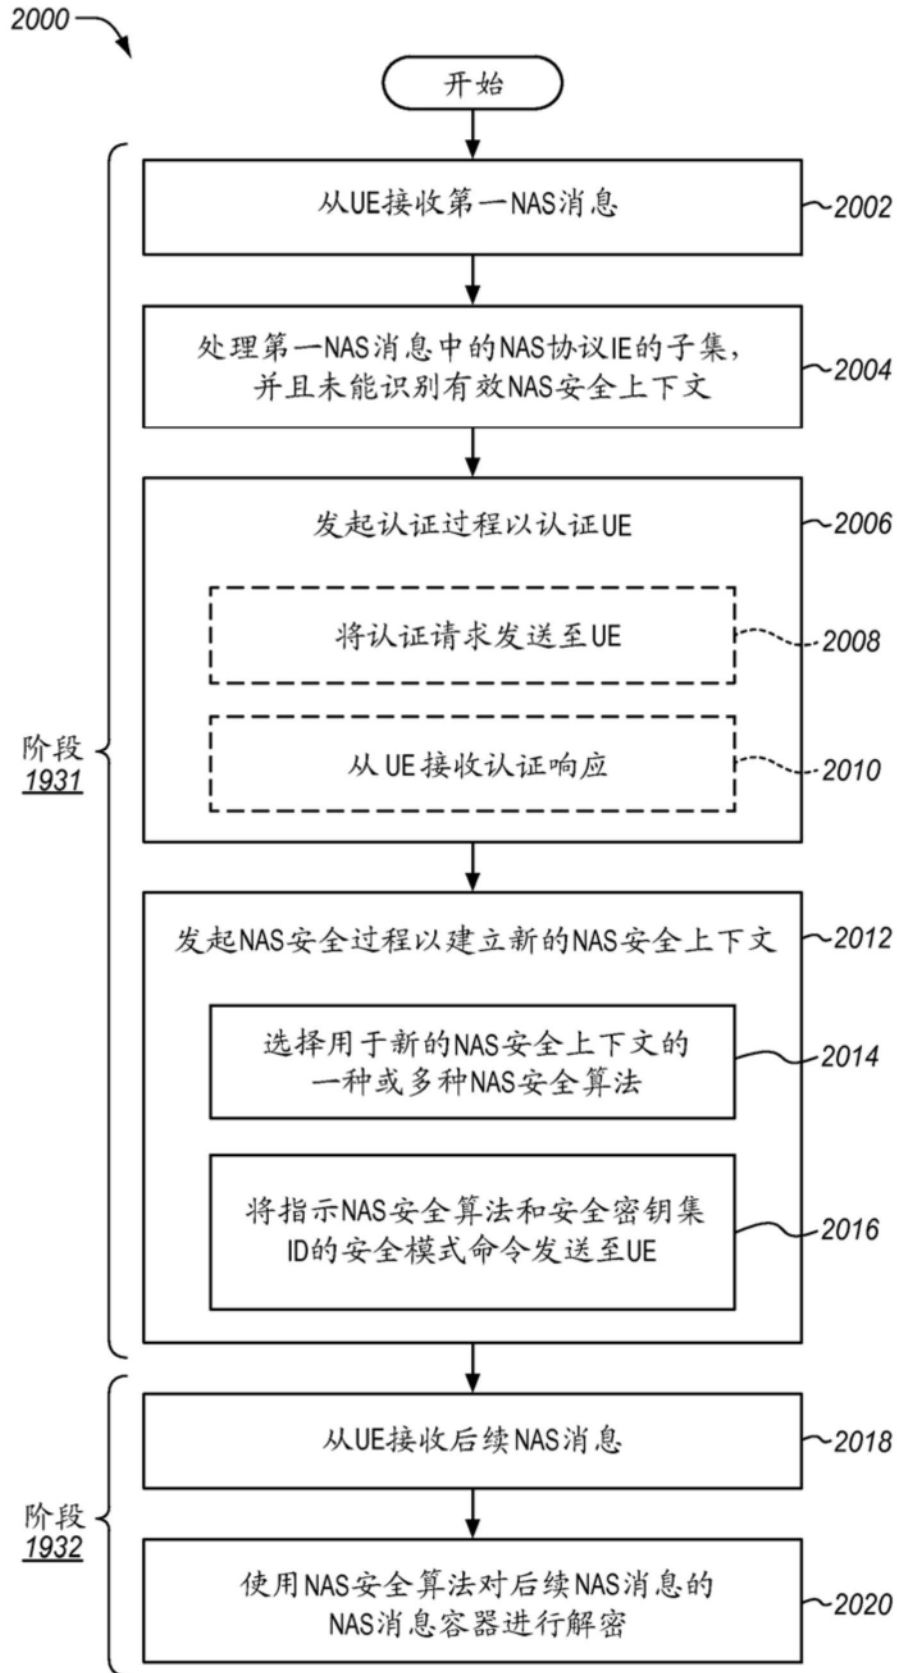 2000
开始
从UE接收第一NAS消息
2002
处理第一NAS消息中的NAS协议IE的子集，
并且未能识别有效NAS安全上下文
2004
发起认证过程以认证UE
2006
将认证请求发送至UE
2008
从UE接收认证响应
2010
阶段
1931
发起NAS安全过程以建立新的NAS安全上下文
2012
选择用于新的NAS安全上下文的
一种或多种NAS安全算法
2014
将指示NAS安全算法和安全密钥集
ID的安全模式命令发送至UE
2016
从UE接收后续NAS消息
2018
阶段
1932
使用NAS安全算法对后续NAS消息的
NAS消息容器进行解密
2020